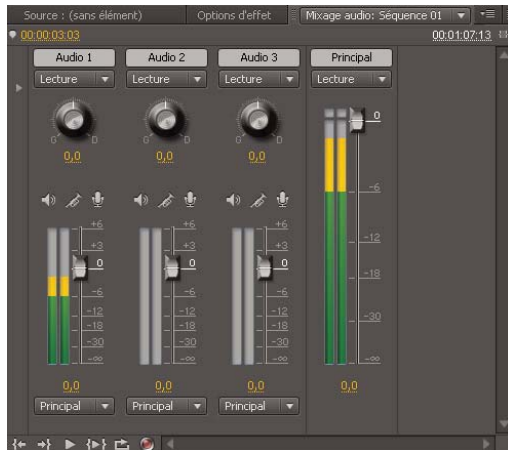 Source : (sans élément) Options d'effet Mixage audio: Séquence 01
00:00:03:03 00:01:07:13
Audio 1 Audio 2 Audio 3 Principal
Lecture Lecture Lecture Lecture
G D G D G D
0,0 0,0 0,0
+6 +6 +6 0
+3 +3 +3
0 0 0 -6
-6 -6 -6 -12
-12 -12 -12 -18
-18 -18 -18
-30 -30 -30 -30
-∞ -∞ -∞ -∞
0,0 0,0 0,0 0,0
Principal Principal Principal